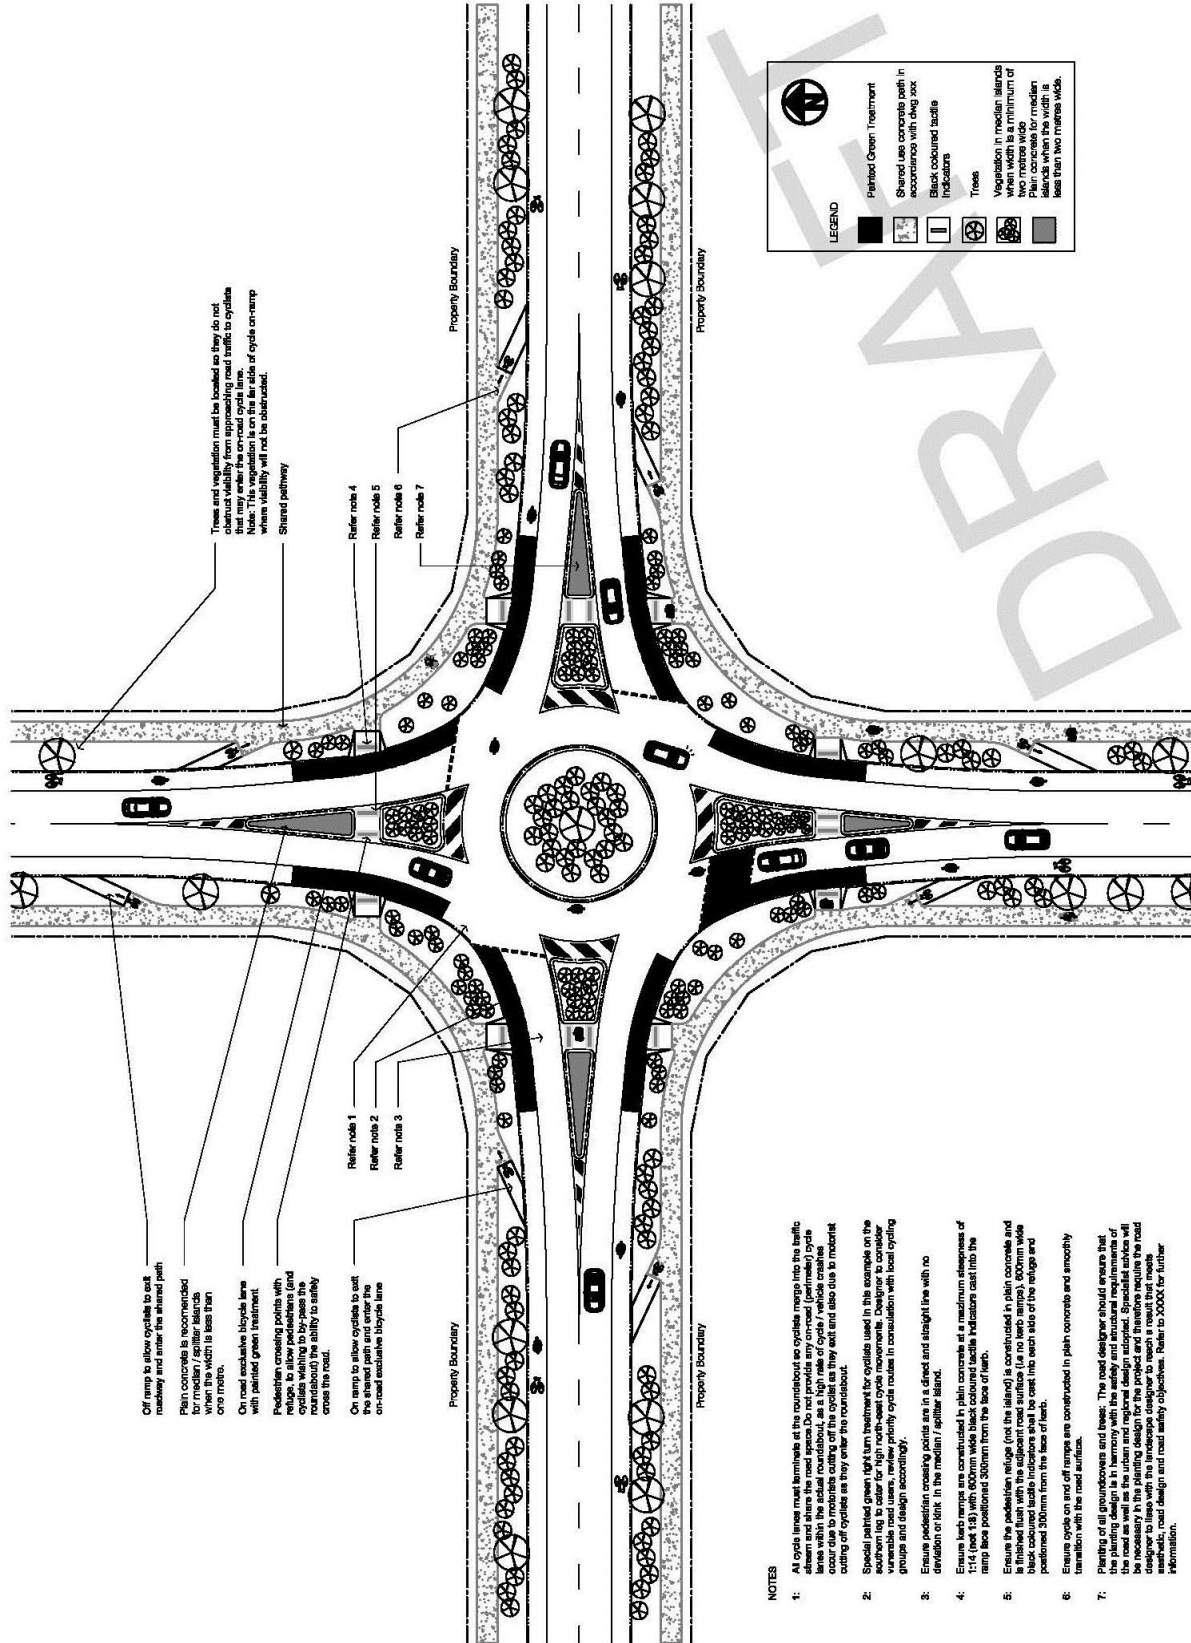 Off ramp to allow cyclists to exit
roadway and enter the shared path
Plain concrete is recomended
for median / splitter islands
when the width is less than
one metre.
On road exclusive bicycle lane
with painted green treatment
Pedestrian crossing points with
refuge, to allow pedestrians (and
cyclists wishing to by-pass the
roundabout) the ability to safely
cross the road.
On ramp to allow cyclists to exit
the shared path and enter the
on-road exclusive bicycle lane
Refer note 1
Refer note 2
Refer note 3
Trees and vegetation must be located so they do not
obstruct visibility from approaching road traffic to cyclists
that may enter the on-road cycle lane.
Note: This vegetation is on the far side of cycle on-ramp
where visibility will not be obstructed.
Shared pathway
Refer note 4
Refer note 5
Refer note 6
Refer note 7
Property Boundary
Property Boundary
Property Boundary
Property Boundary
NOTES
1: All cycle lanes must terminate at the roundabout so cyclists merge into the traffic
stream and share the road space.Do not provide any on-road (perimeter) cycle
lanes within the actual roundabout, as a high rate of cycle / vehicle crashes
occur due to motorists cutting off the cyclist as they exit and also due to motorist
cutting off cyclists as they enter the roundabout.
2: Special painted green right turn treatment for cyclists used in this example on the
southern leg to cater for high north-east cycle movements. Designer to consider
vunerable road users, review priority cycle routes in consultation with local cycling
groups and design accordingly.
3: Ensure pedestrian crossing points are in a direct and straight line with no
deviation or kink in the median / splitter island.
4: Ensure kerb ramps are constructed in plain concrete at a maximum steepness of
1:14 (not 1:8) with 600mm wide black coloured tactile indicators cast into the
ramp face positioned 300mm from the face of kerb.
5: Ensure the pedestrian refuge (not the island) is constructed in plain concrete and
is finished flush with the adjacent road surface (i.e no kerb ramps). 600mm wide
black coloured tactile indicators shall be cast into each side of the refuge and
positioned 300mm from the face of kerb.
6: Ensure cycle on and off ramps are constructed in plain concrete and smoothly
transition with the road surface.
7: Planting of all groundcovers and trees: The road designer should ensure that
the planting design is in harmony with the safety and structural requirements of
the road as well as the urban and regional design adopted. Specialist advice will
be necessary in the planting design for the project and therefore require the road
designer to liase with the landscape designer to reach a result that meets
aesthetic, road design and road safety objectives. Refer to XXXX for further
information.
N
LEGEND
Painted Green Treatment
Shared use concrete path in
accordance with dwg xxx
Black coloured tactile
indicators
Trees
Vegetation in median islands
when width is a minimum of
two metres wide
Plain concrete for median
islands when the width is
less than two metres wide.
DRAFT